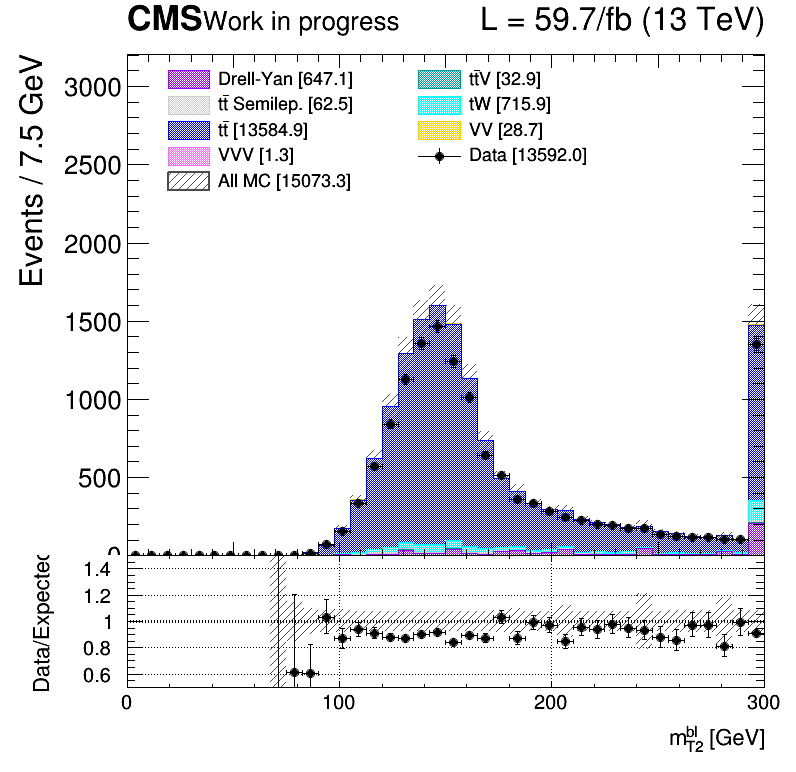 CMS Work in progress L = 59.7/fb (13 TeV)
Events / 7.5 GeV
3000
2500
2000
1500
1000
500
0
Drell-Yan [647.1]
tt̄ Semilep. [62.5]
tt̄ [13584.9]
VVV [1.3]
All MC [15073.3]
tt̄V [32.9]
tW [715.9]
VV [28.7]
Data [13592.0]
Data/Expected
1.4
1.2
1
0.8
0.6
0 100 200 300
m_T2^bl [GeV]